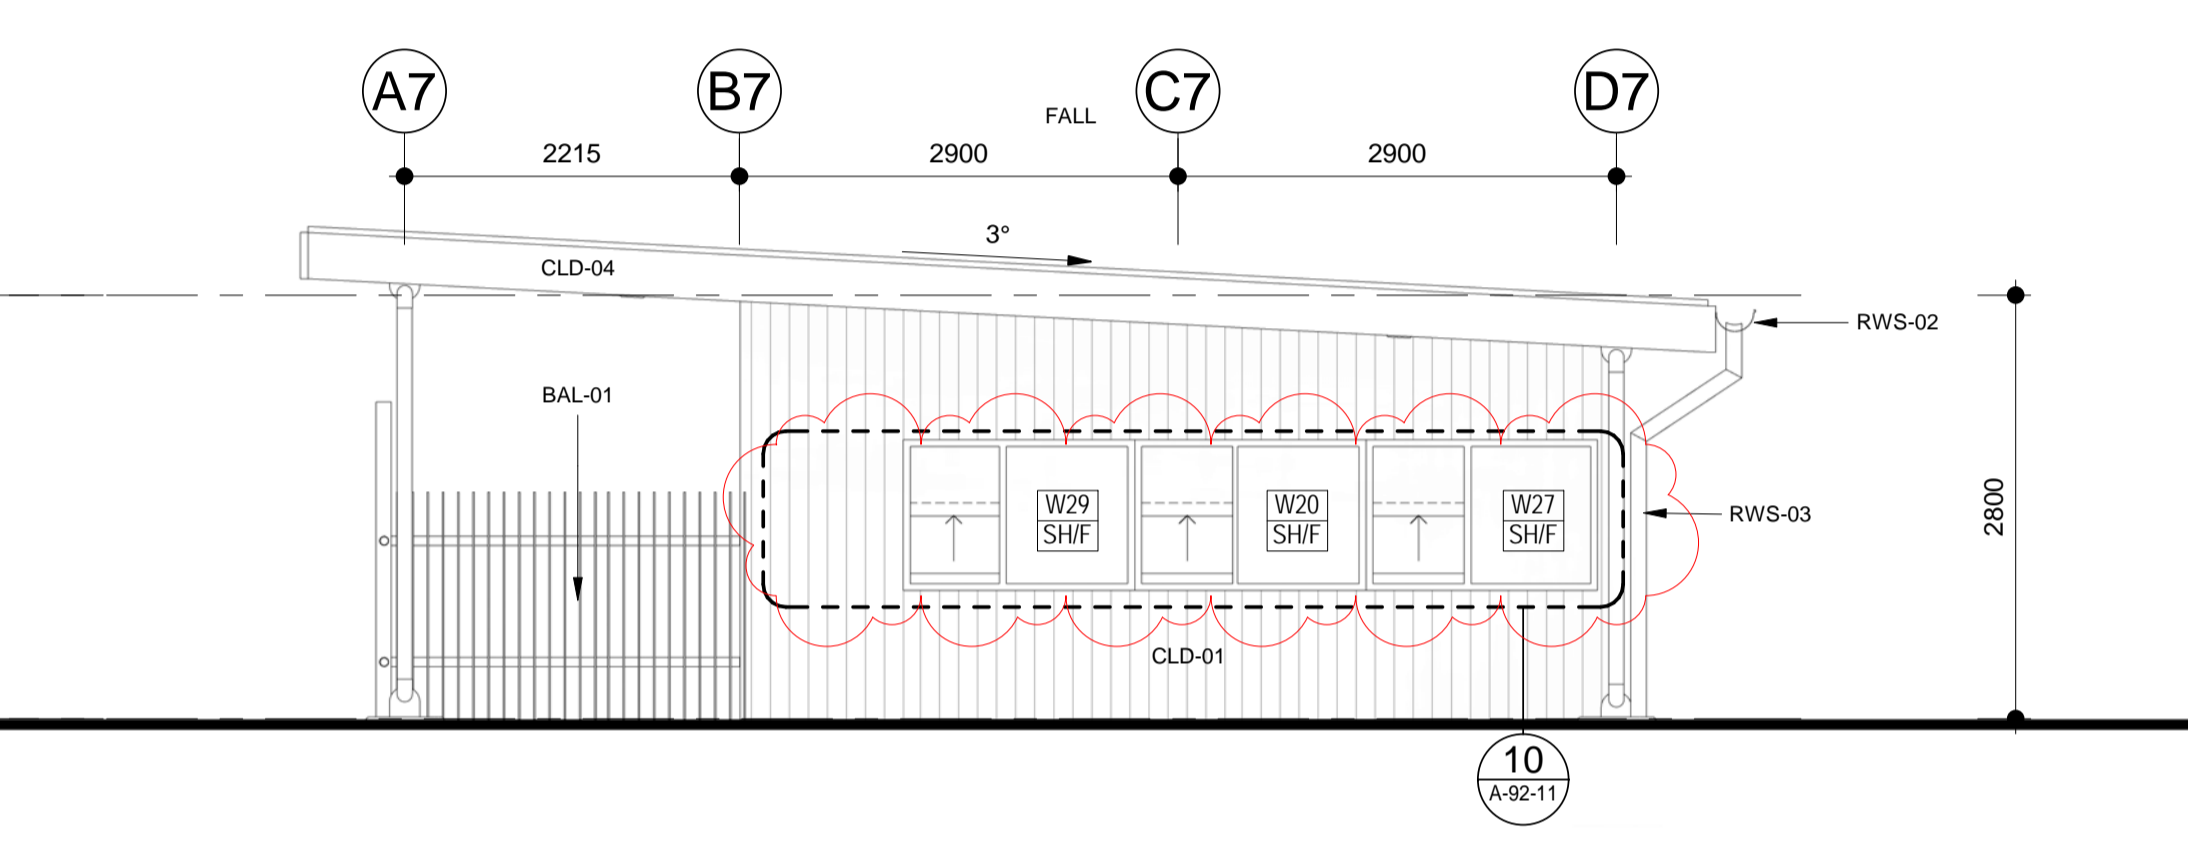 A7
B7
C7
D7
FALL
2215
2900
2900
3°
CLD-04
RWS-02
BAL-01
W29
SH/F
W20
SH/F
W27
SH/F
RWS-03
2800
CLD-01
10
A-92-11